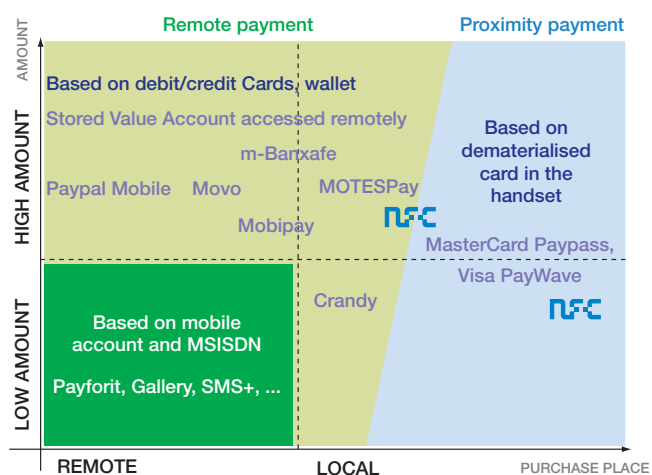 Remote payment
Proximity payment
AMOUNT
Based on debit/credit Cards, wallet
Stored Value Account accessed remotely
m-Banxafe
Paypal Mobile
Movo
MOTESPay
Mobipay
NFC
Based on
dematerialised
card in the
handset
MasterCard Paypass,
Visa PayWave
NFC
HIGH AMOUNT
Crandy
Based on mobile
account and MSISDN
Payforit, Gallery, SMS+, ...
LOW AMOUNT
REMOTE
LOCAL
PURCHASE PLACE